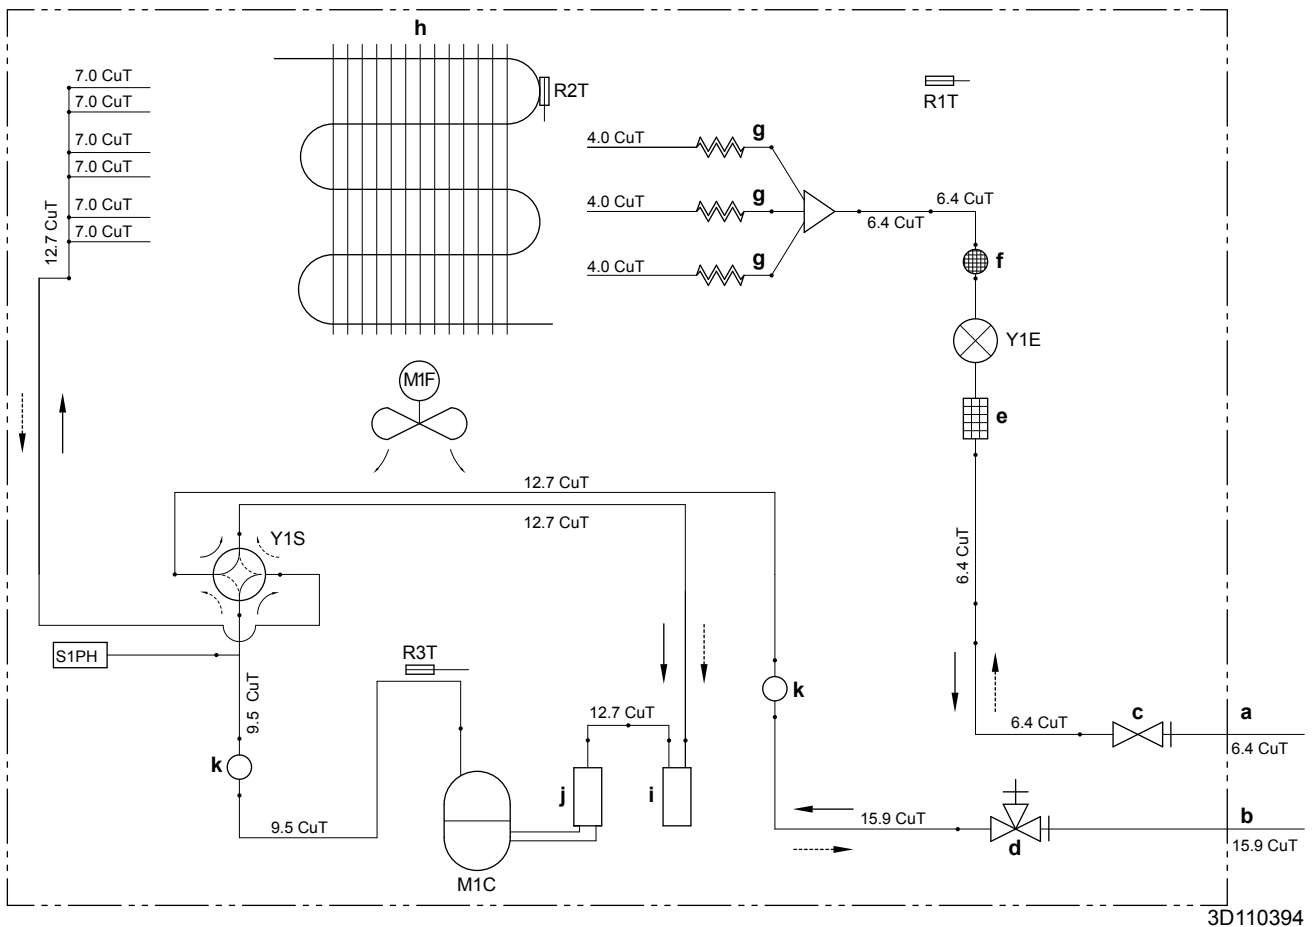 h
7.0 CuT
7.0 CuT
7.0 CuT
7.0 CuT
7.0 CuT
7.0 CuT
12.7 CuT
R2T
R1T
4.0 CuT
g
4.0 CuT
g
4.0 CuT
g
6.4 CuT
6.4 CuT
f
Y1E
e
M1F
12.7 CuT
12.7 CuT
Y1S
6.4 CuT
S1PH
R3T
9.5 CuT
k
k
12.7 CuT
j
i
9.5 CuT
M1C
6.4 CuT
c
a
6.4 CuT
15.9 CuT
d
b
15.9 CuT
3D110394